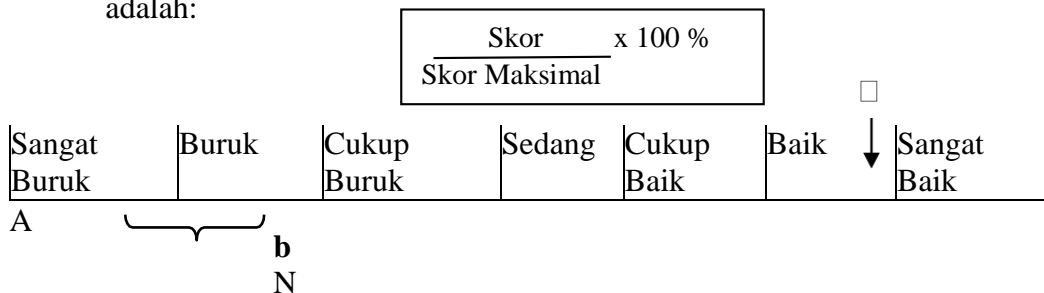 adalah:
Skor x 100 %
Skor Maksimal
Sangat Buruk Cukup Sedang Cukup Baik Sangat
Buruk Buruk Baik Baik
A
b
N